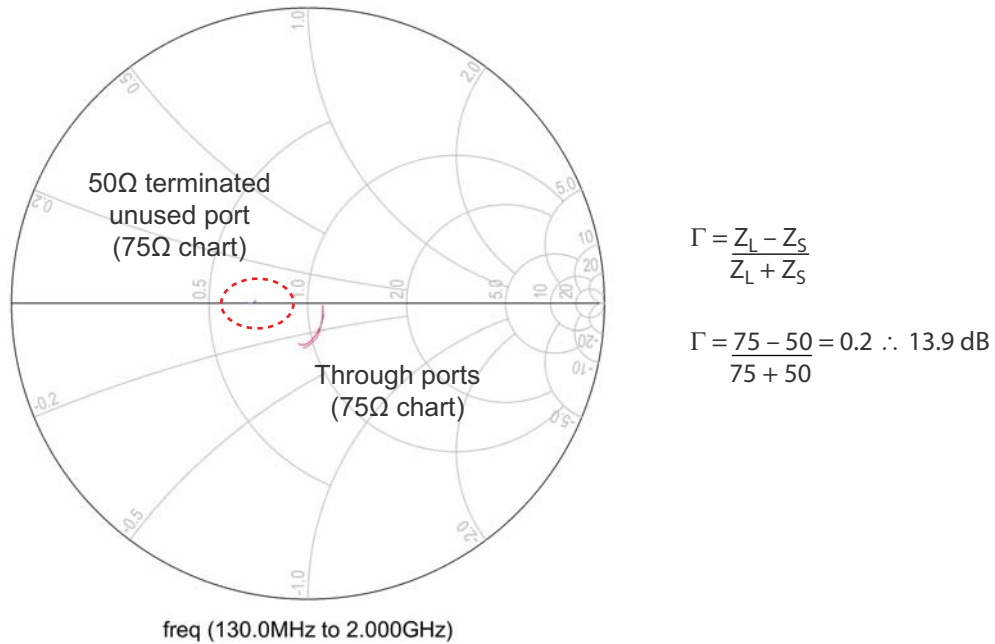 1.0
0.5
2.0
50Ω terminated
unused port
(75Ω chart)
0.2
5.0
10
20
0.5
1.0
2.0
5.0
10
20
-20
-10
Through ports
(75Ω chart)
-0.2
-5.0
-0.5
-2.0
-1.0
freq (130.0MHz to 2.000GHz)
Γ = Z_L – Z_S
Z_L + Z_S
Γ = 75 – 50 = 0.2 ∴ 13.9 dB
75 + 50